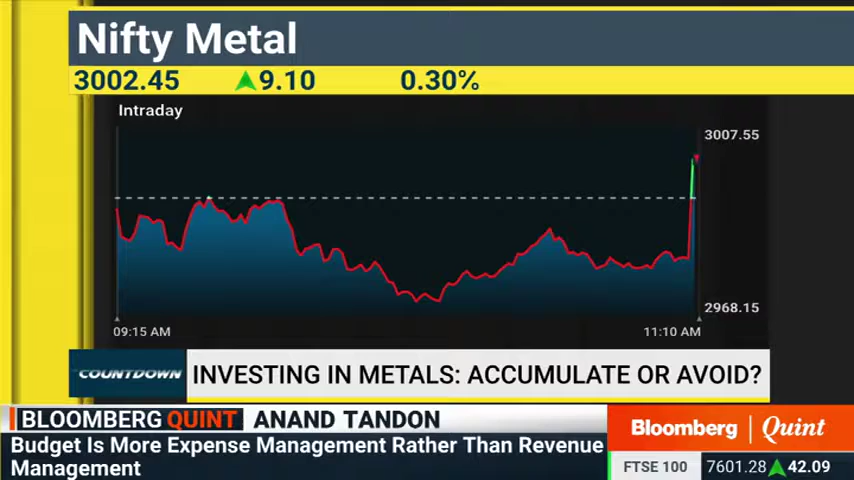 Nifty Metal
3002.45 ▲9.10 0.30%
Intraday
3007.55
2968.15
09:15 AM 11:10 AM
COUNTDOWN INVESTING IN METALS: ACCUMULATE OR AVOID?
BLOOMBERG QUINT ANAND TANDON
Budget Is More Expense Management Rather Than Revenue
Management
Bloomberg | Quint
FTSE 100 7601.28 ▲42.09